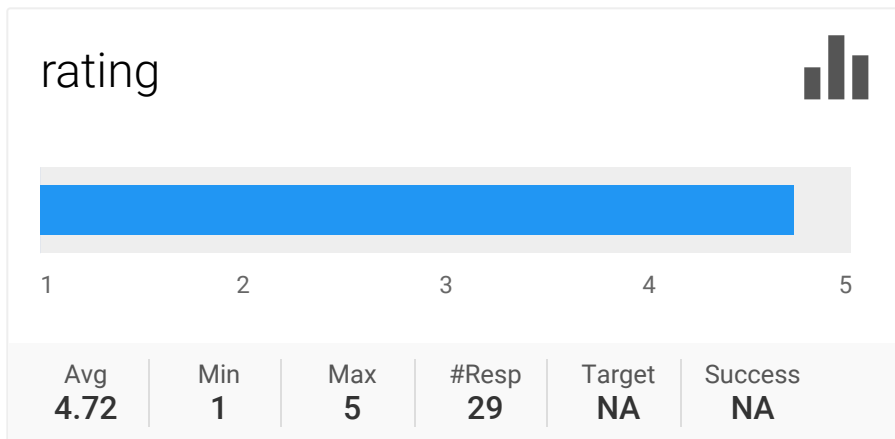 rating
1 2 3 4 5
Avg Min Max #Resp Target Success
4.72 1 5 29 NA NA